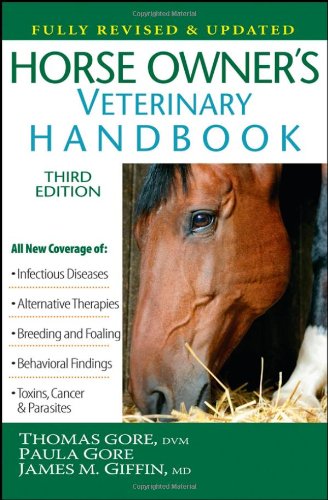 FULLY REVISED & UPDATED
HORSE OWNER'S
VETERINARY
HANDBOOK
THIRD
EDITION
All New Coverage of:
• Infectious Diseases
• Alternative Therapies
• Breeding and Foaling
• Behavioral Findings
• Toxins, Cancer
& Parasites
THOMAS GORE, DVM
PAULA GORE
JAMES M. GIFFIN, MD